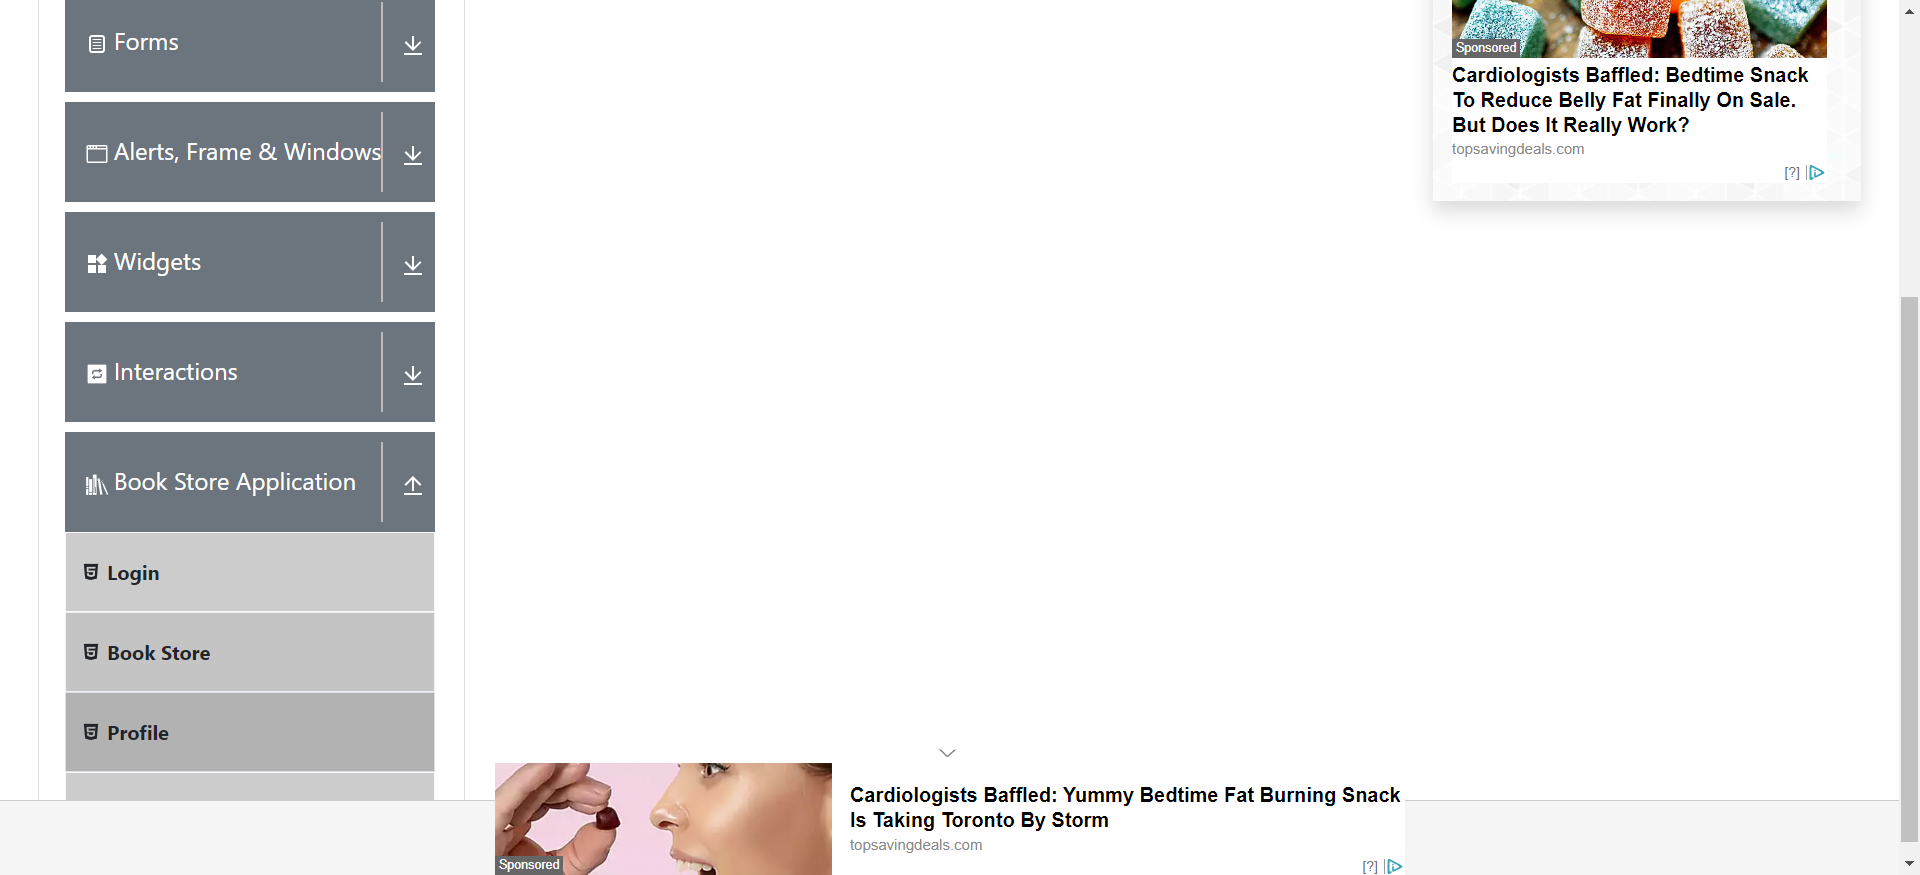 Forms
Alerts, Frame & Windows
Widgets
Interactions
Book Store Application
Login
Book Store
Profile
Sponsored
Cardiologists Baffled: Bedtime Snack
To Reduce Belly Fat Finally On Sale.
But Does It Really Work?
topsavingdeals.com
[?]
Sponsored
Cardiologists Baffled: Yummy Bedtime Fat Burning Snack
Is Taking Toronto By Storm
topsavingdeals.com
[?]